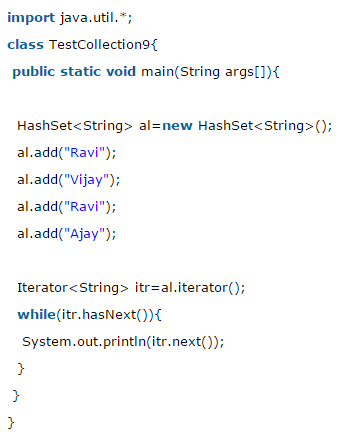 import java.util.*;
class TestCollection9{
public static void main(String args[]){
HashSet<String> al=new HashSet<String>();
al.add("Ravi");
al.add("Vijay");
al.add("Ravi");
al.add("Ajay");
Iterator<String> itr=al.iterator();
while(itr.hasNext()){
System.out.println(itr.next());
}
}
}